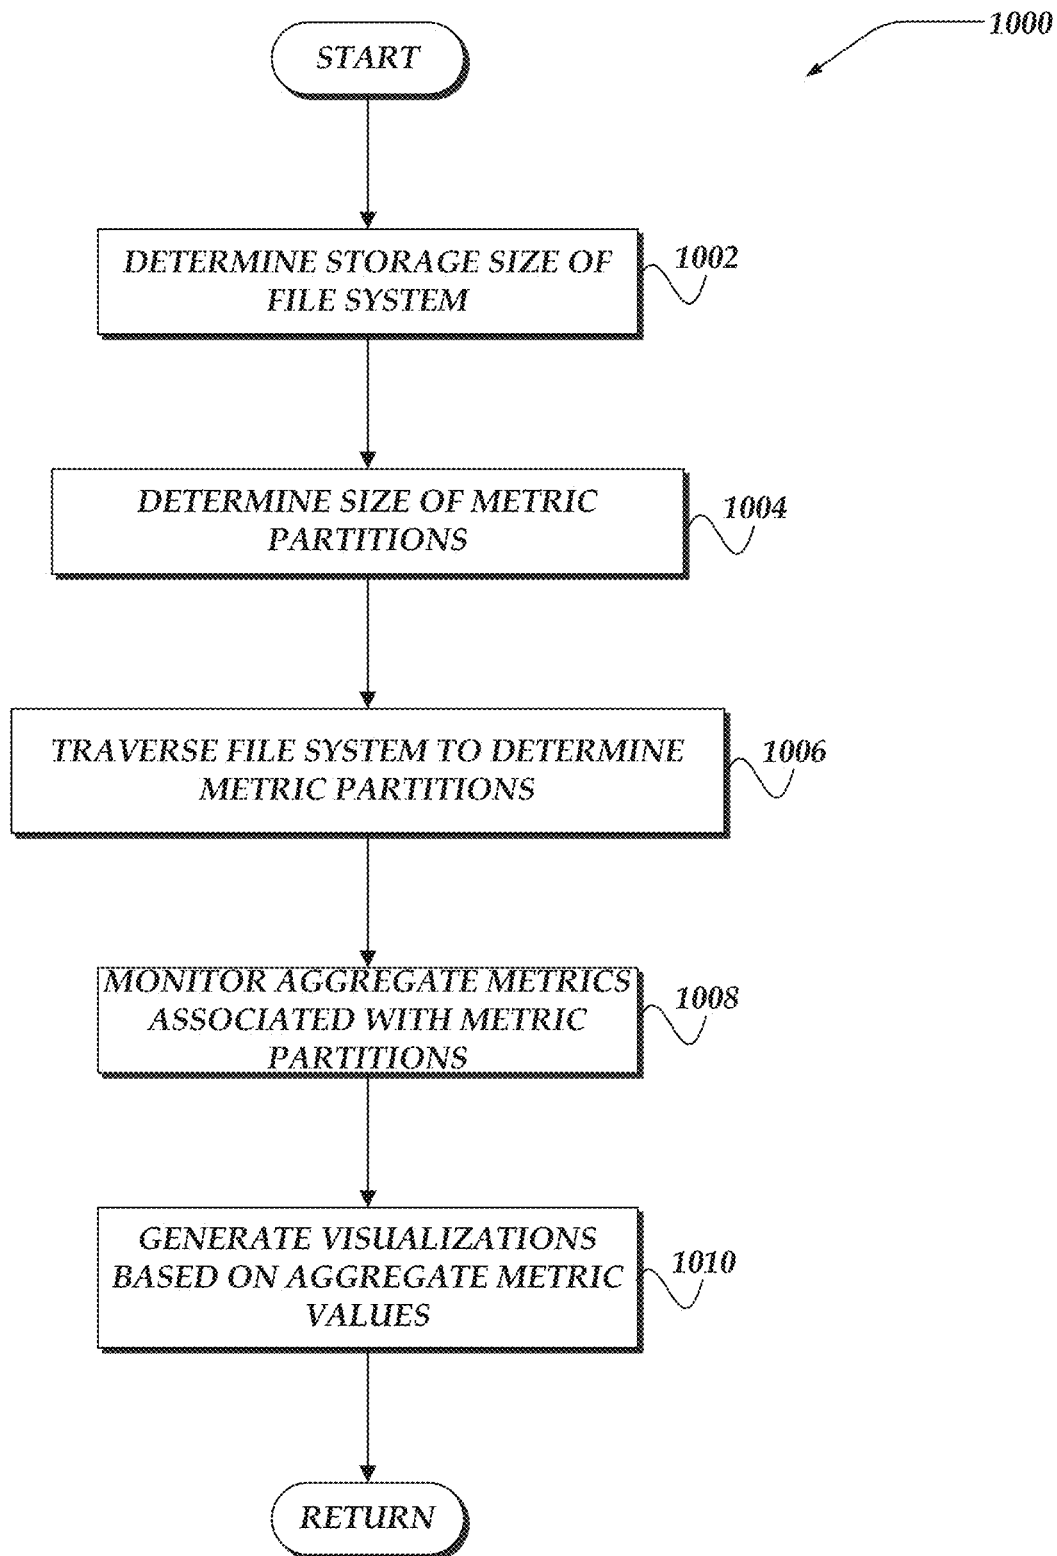 1000
START
DETERMINE STORAGE SIZE OF
FILE SYSTEM
1002
DETERMINE SIZE OF METRIC
PARTITIONS
1004
TRAVERSE FILE SYSTEM TO DETERMINE
METRIC PARTITIONS
1006
MONITOR AGGREGATE METRICS
ASSOCIATED WITH METRIC
PARTITIONS
1008
GENERATE VISUALIZATIONS
BASED ON AGGREGATE METRIC
VALUES
1010
RETURN